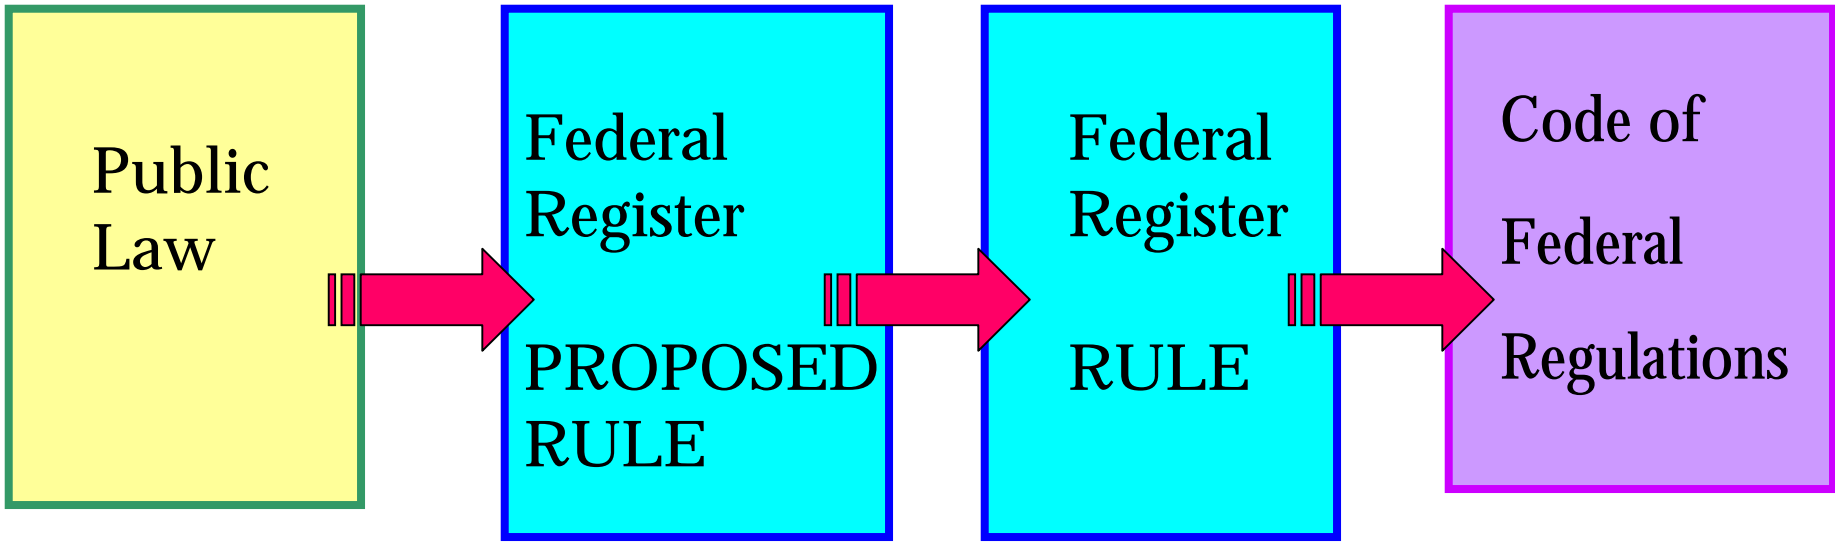 Public
Law
Federal
Register
PROPOSED
RULE
Federal
Register
RULE
Code of
Federal
Regulations